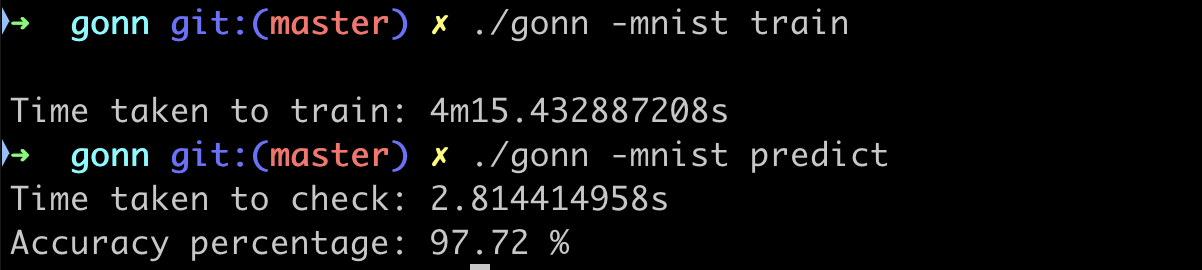 ➜ gonn git:(master) ✗ ./gonn -mnist train
Time taken to train: 4m15.432887208s
➜ gonn git:(master) ✗ ./gonn -mnist predict
Time taken to check: 2.814414958s
Accuracy percentage: 97.72 %